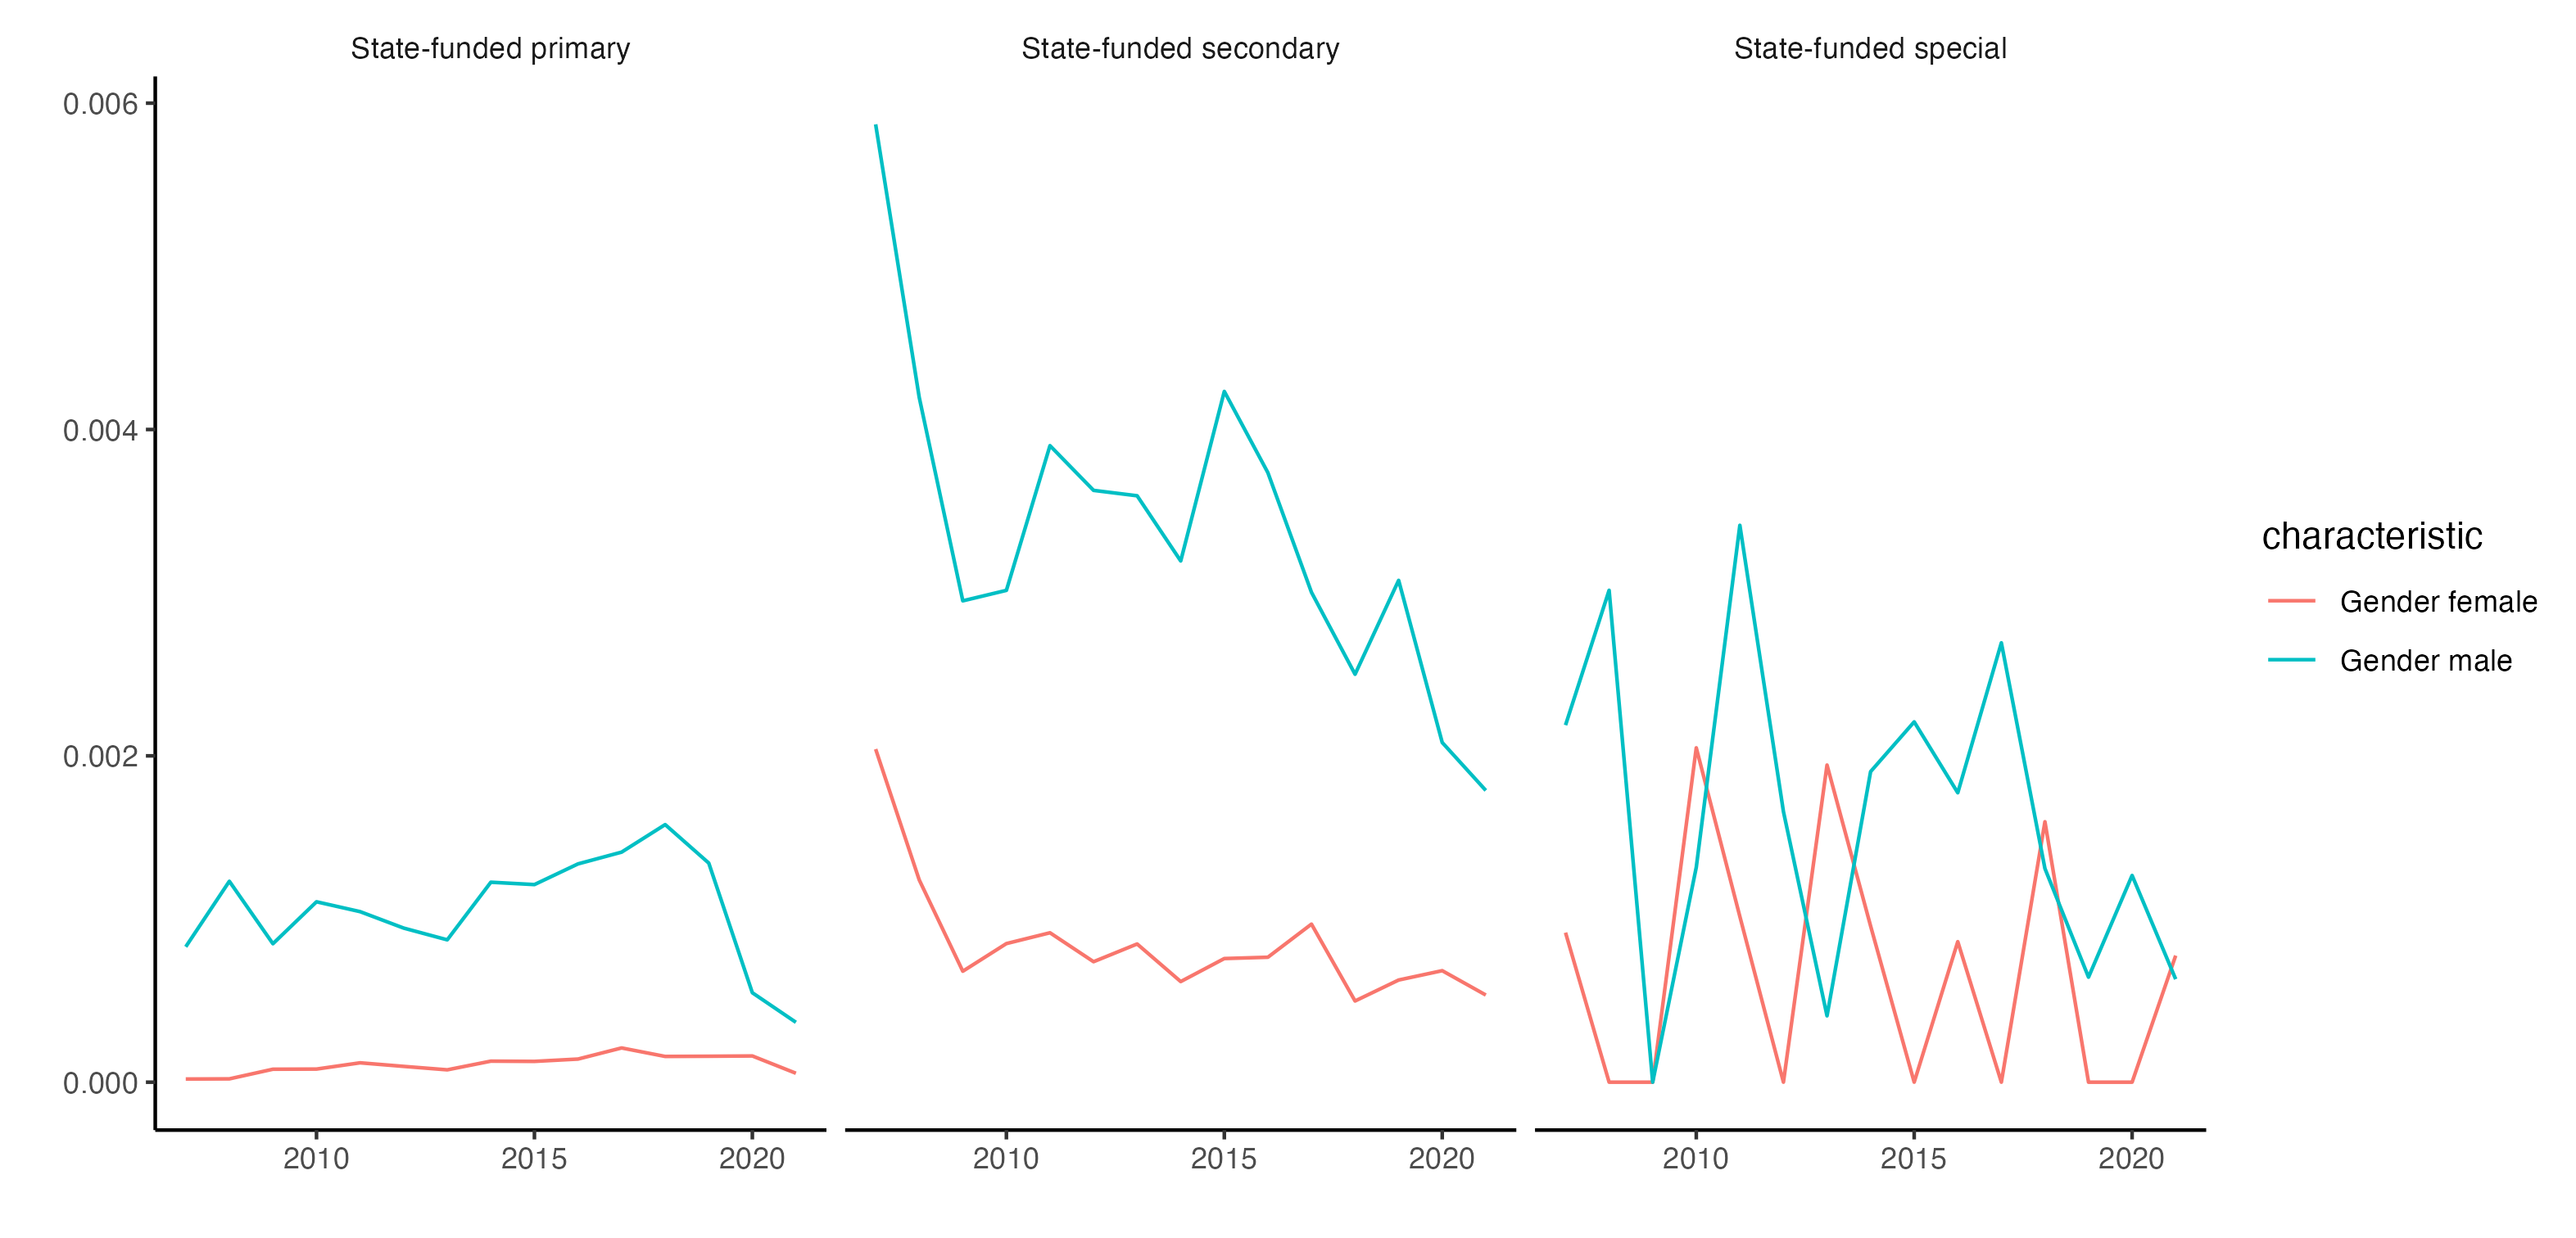 State-funded primary State-funded secondary State-funded special
0.006
0.004
0.002
0.000
2010 2015 2020 2010 2015 2020 2010 2015 2020
characteristic
Gender female
Gender male